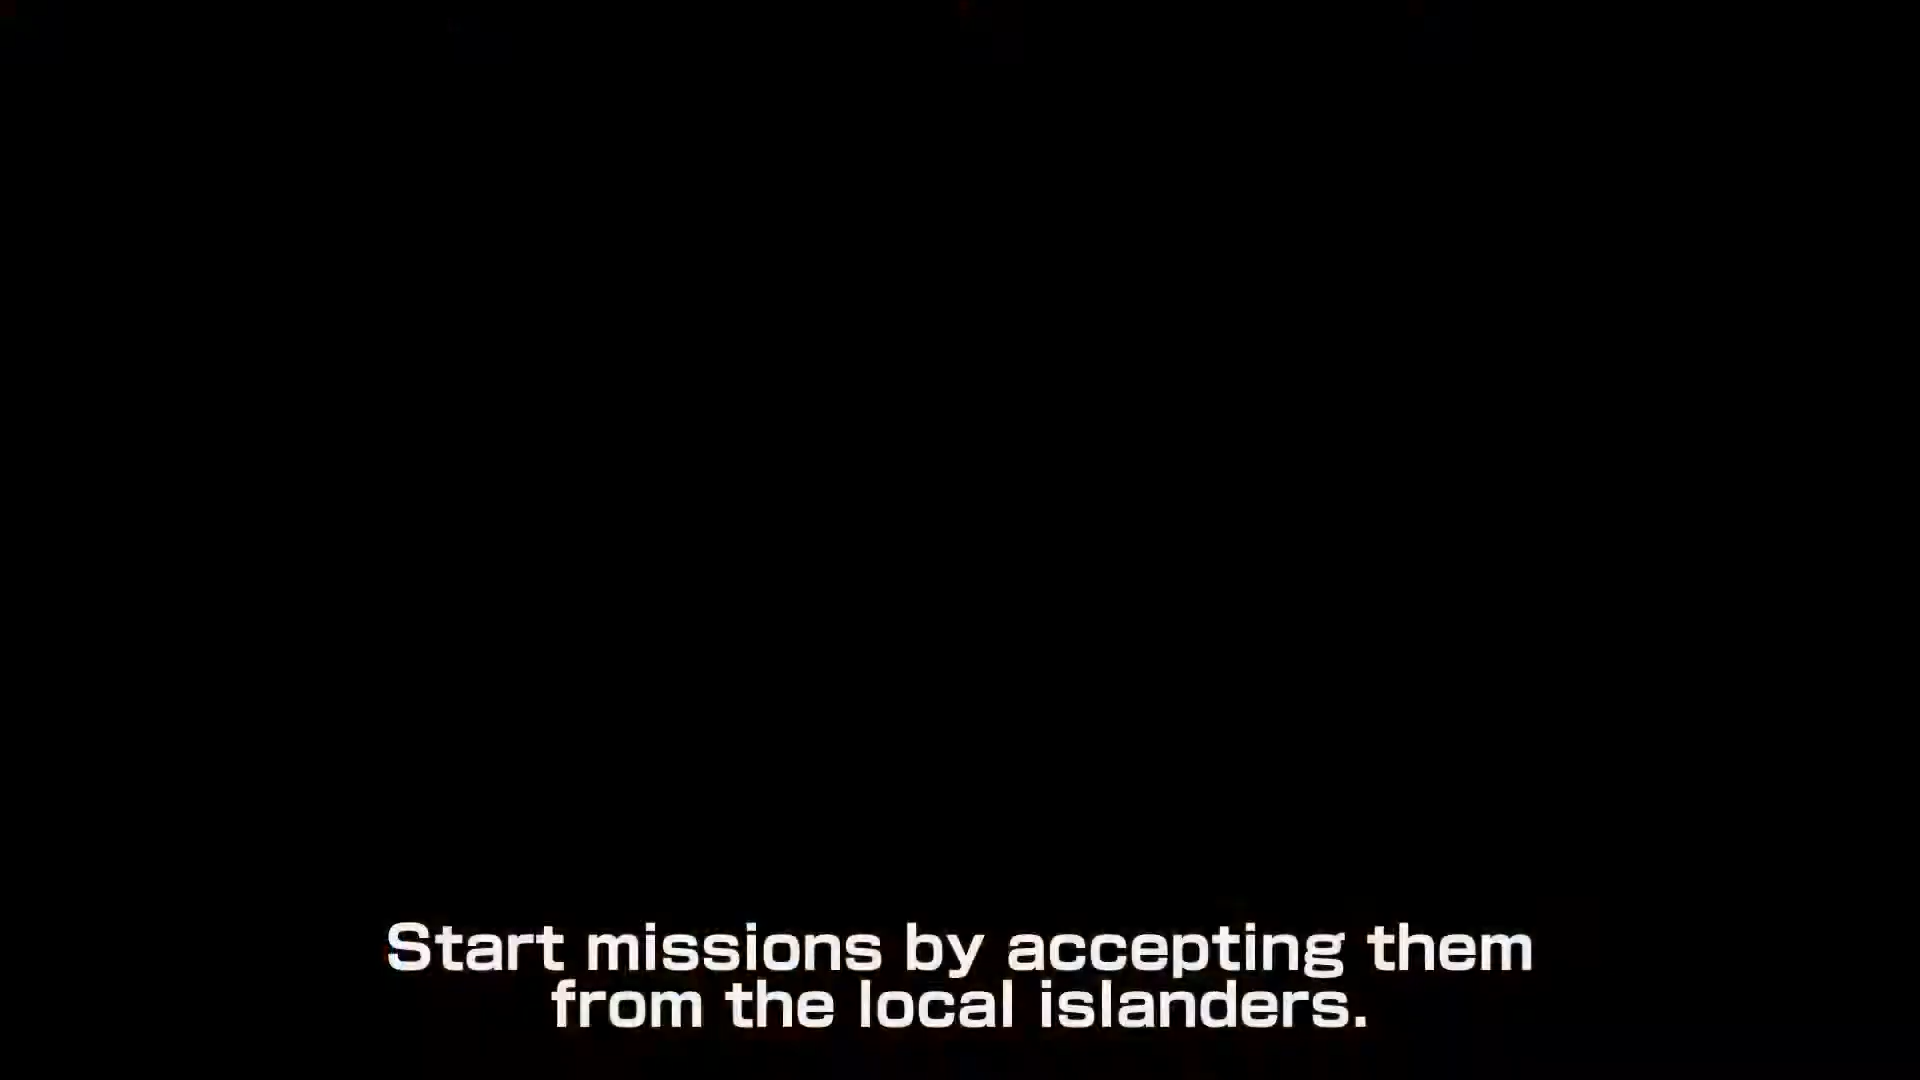 Start missions by accepting them
from the local islanders.